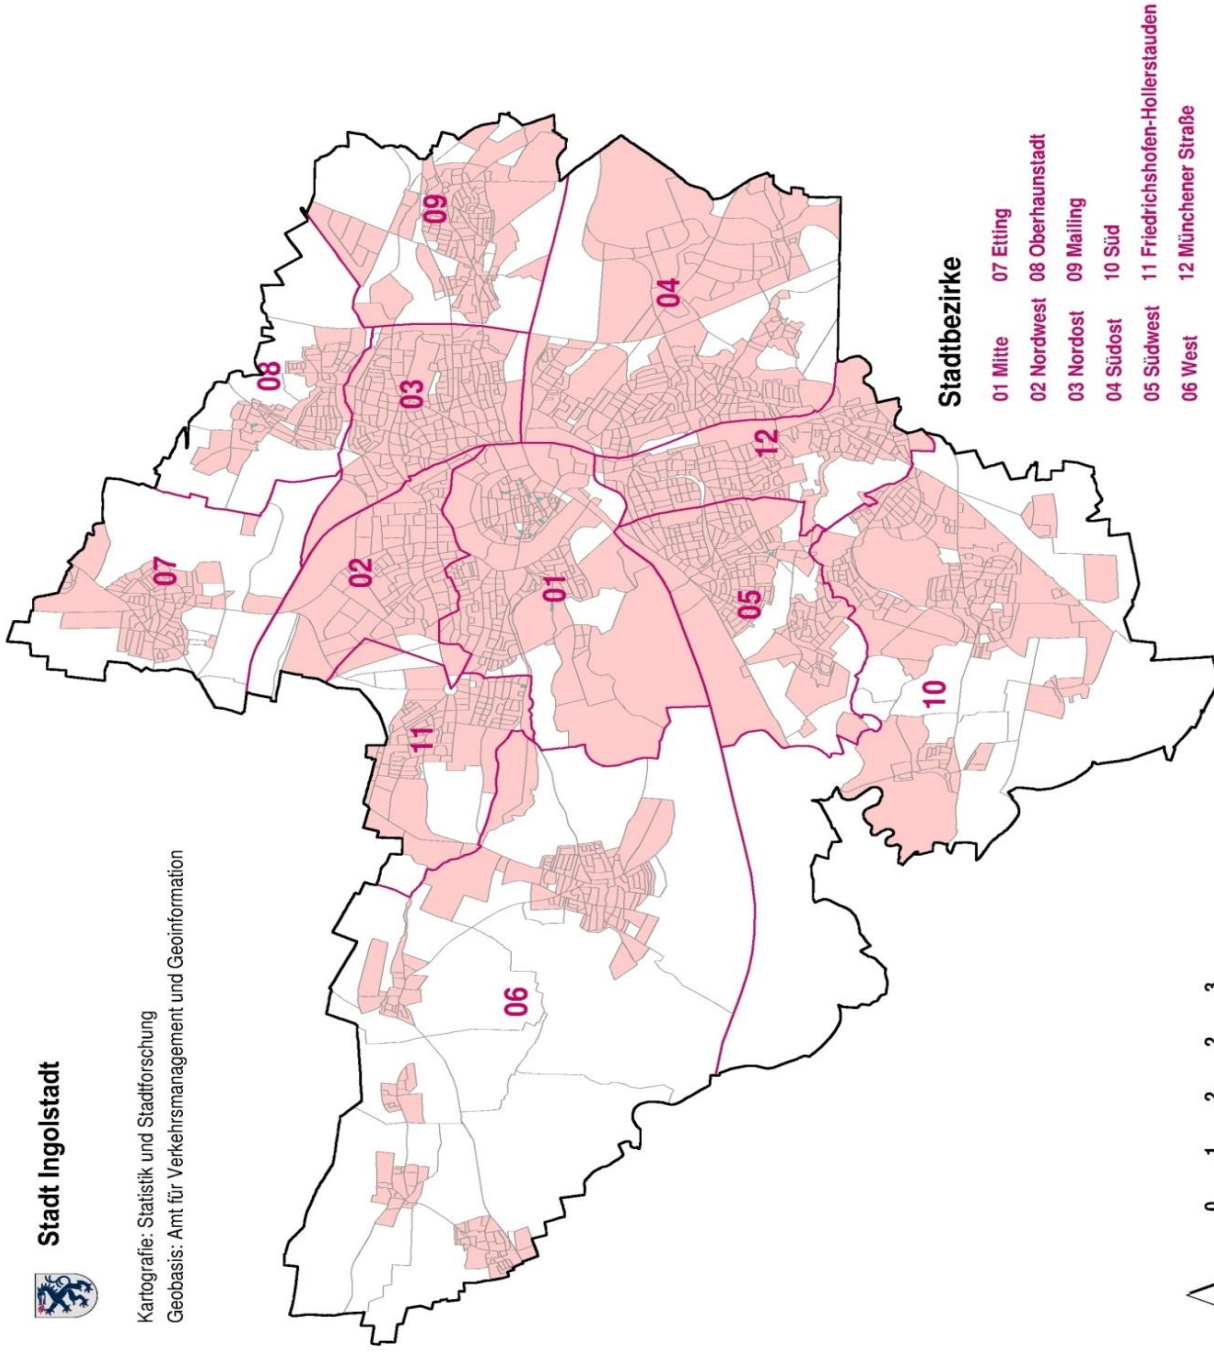 Stadt Ingolstadt
Kartografie: Statistik und Stadtforschung
Geobasis: Amt für Verkehrsmanagement und Geoinformation
07
08
09
02
03
11
01
04
06
05
12
10
Stadtbezirke
01 Mitte
02 Nordwest
03 Nordost
04 Südost
05 Südwest
06 West
07 Etting
08 Oberhaunstadt
09 Mailing
10 Süd
11 Friedrichshofen-Hollerstauden
12 Münchener Straße
0 1 2 2 3